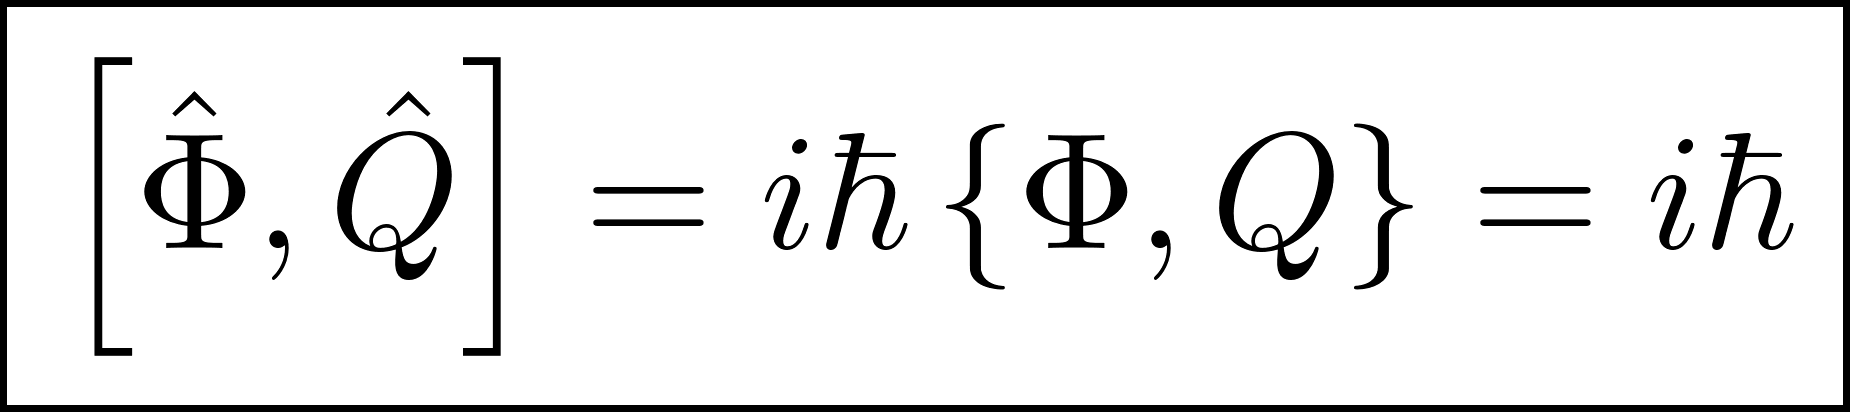 [Φ̂, Q̂] = iħ {Φ, Q} = iħ